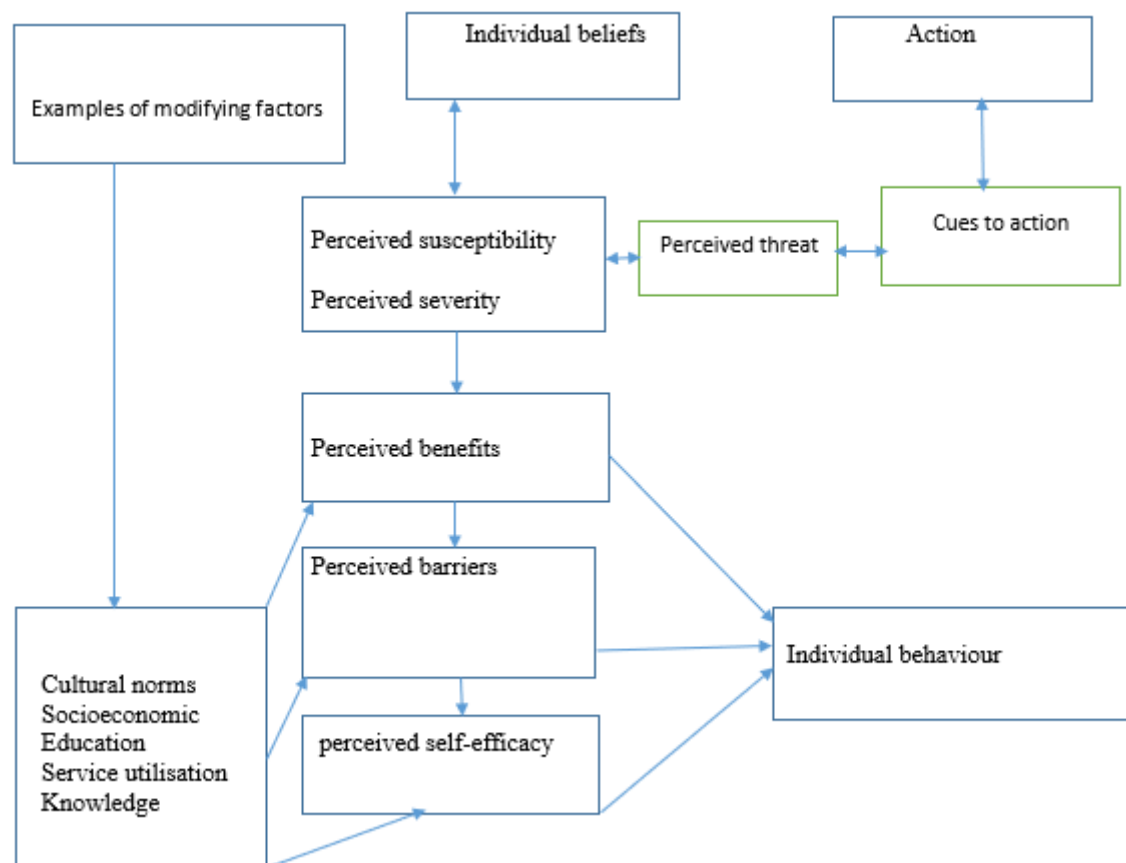 Individual beliefs
Action
Examples of modifying factors
Perceived susceptibility
Perceived severity
Perceived threat
Cues to action
Perceived benefits
Perceived barriers
Individual behaviour
Cultural norms
Socioeconomic
Education
Service utilisation
Knowledge
perceived self-efficacy